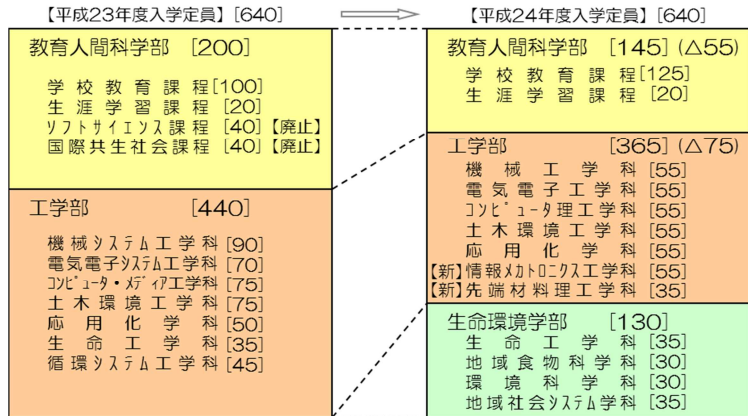 【平成23年度入学定員】[640]
教育人間科学部 [200]
学校教育課程[100]
生涯学習課程[20]
ｿﾌﾄｻｲｴﾝｽ課程[40]【廃止】
国際共生社会課程[40]【廃止】
工学部 [440]
機械ｼｽﾃﾑ工学科[90]
電気電子ｼｽﾃﾑ工学科[70]
ｺﾝﾋﾟｭｰﾀ・ﾒﾃﾞｨｱ工学科[75]
土木環境工学科[75]
応用化学科[50]
生命工学科[35]
循環ｼｽﾃﾑ工学科[45]
【平成24年度入学定員】[640]
教育人間科学部 [145](△55)
学校教育課程[125]
生涯学習課程[20]
工学部 [365](△75)
機械工学科[55]
電気電子工学科[55]
ｺﾝﾋﾟｭｰﾀ理工学科[55]
土木環境工学科[55]
応用化学科[55]
【新】情報ﾒｶﾄﾛﾆｸｽ工学科[55]
【新】先端材料理工学科[35]
生命環境学部 [130]
生命工学科[35]
地域食物科学科[30]
環境科学科[30]
地域社会ｼｽﾃﾑ学科[35]